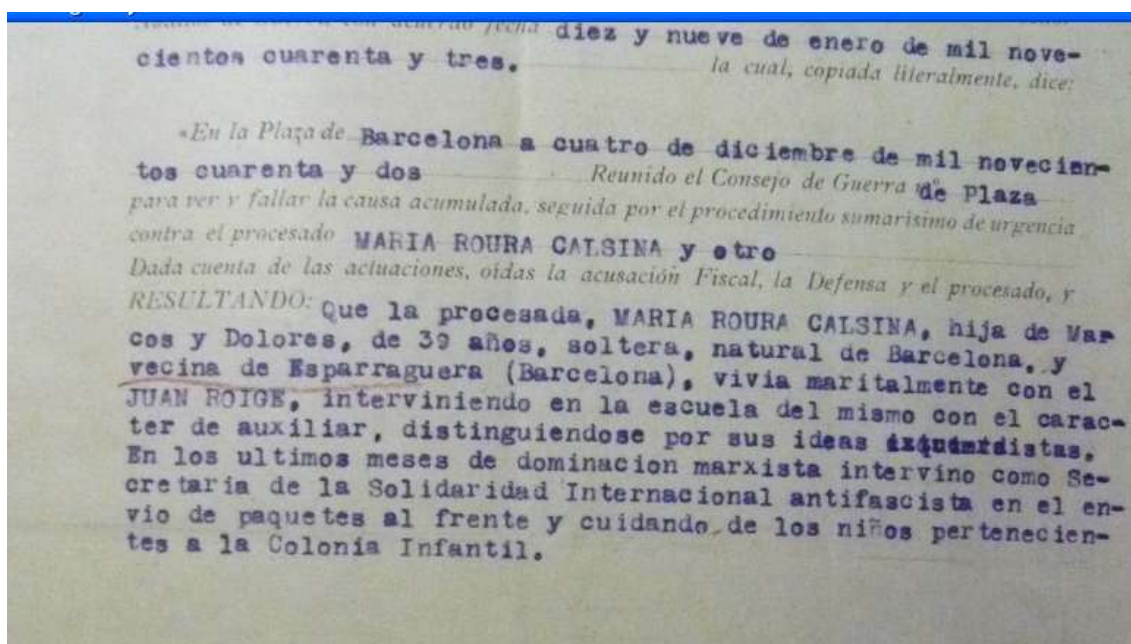 con acuerdo fecha diez y nueve de enero de mil nove-
cientos cuarenta y tres. la cual, copiada literalmente, dice:
«En la Plaza de Barcelona a cuatro de diciembre de mil novecien-
tos cuarenta y dos Reunido el Consejo de Guerra de Plaza
para ver y fallar la causa acumulada, seguida por el procedimiento sumarísimo de urgencia
contra el procesado MARIA ROURA CALSINA y otro
Dada cuenta de las actuaciones, oídas la acusación Fiscal, la Defensa y el procesado, y
RESULTANDO: Que la procesada, MARIA ROURA CALSINA, hija de Mar
cos y Dolores, de 39 años, soltera, natural de Barcelona, y
vecina de Esparraguera (Barcelona), vivia maritalmente con el
JUAN ROIGE, interviniendo en la escuela del mismo con el carac-
ter de auxiliar, distinguiendose por sus ideas izquierdistas.
En los ultimos meses de dominacion marxista intervino como Se-
cretaria de la Solidaridad Internacional antifascista en el en-
vio de paquetes al frente y cuidando de los niños pertenecien-
tes a la Colonia Infantil.